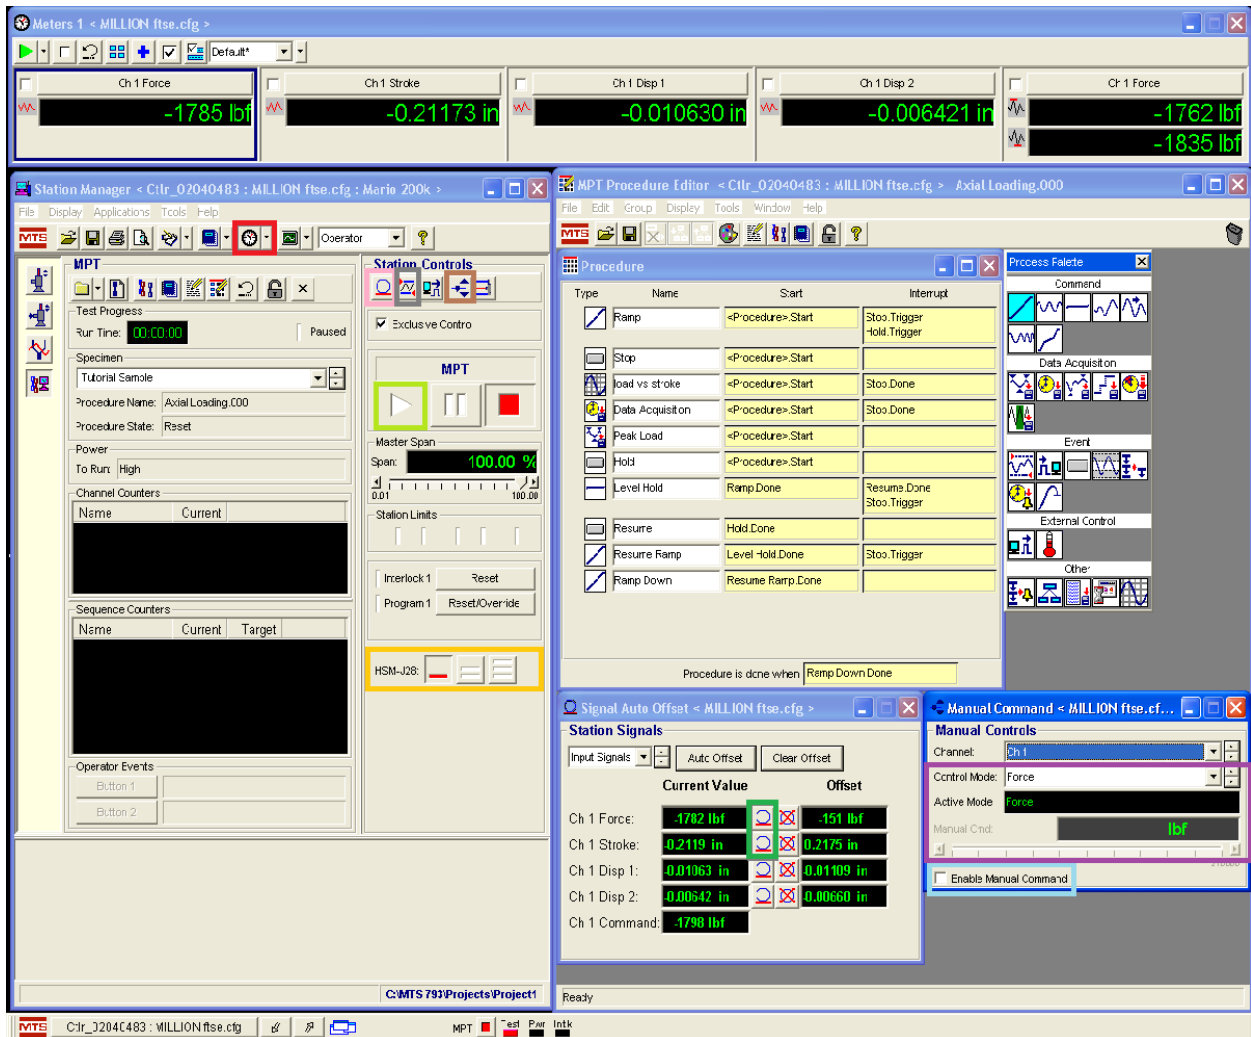 Meters 1 < MILLION ftse.cfg >
Default*
Ch 1 Force
Ch 1 Stroke
Ch 1 Disp 1
Ch 1 Disp 2
Ch 1 Force
-1785 lbf
-0.21173 in
-0.010630 in
-0.006421 in
-1762 lbf
-1835 lbf
Station Manager < Ctlr_02040483 : MILLION ftse.cfg : Mario 200k >
File Display Applications Tools Help
MTS
Operator
MPT
Test Progress
Run Time: 00:00:00
Paused
Specimen
Tutorial Sample
Procedure Name: Axial Loading.000
Procedure State: Reset
Power
To Run: High
Channel Counters
Name Current
Sequence Counters
Name Current Target
Operator Events
Button 1
Button 2
Station Controls
Exclusive Control
MPT
Master Span
Span: 100.00 %
0.01 100.00
Station Limits
Interlock 1 Reset
Program 1 Reset/Override
HSM-J28:
C:\MTS 793\Projects\Project1
MPT Procedure Editor < Ctlr_02040483 : MILLION ftse.cfg > Axial Loading.000
File Edit Group Display Tools Window Help
MTS
Procedure
Type Name Start Interrupt
Ramp <Procedure>.Start Stop.Trigger
Hold.Trigger
Stop <Procedure>.Start
load vs stroke <Procedure>.Start Stop.Done
Data Acquisition <Procedure>.Start Stop.Done
Peak Load <Procedure>.Start Stop.Done
Hold <Procedure>.Start
Level Hold Ramp.Done Resume.Done
Stop.Trigger
Resume Hold.Done
Resume Ramp Level Hold.Done Stop.Trigger
Ramp Down Resume Ramp.Done
Procedure is done when Ramp Down.Done
Process Palette
Command
Data Acquisition
Event
External Control
Other
Signal Auto Offset < MILLION ftse.cfg >
Station Signals
Input Signals Auto Offset Clear Offset
Current Value Offset
Ch 1 Force: -1782 lbf -151 lbf
Ch 1 Stroke: -0.2119 in 0.2175 in
Ch 1 Disp 1: -0.01063 in -0.01109 in
Ch 1 Disp 2: -0.00642 in -0.00660 in
Ch 1 Command: -1798 lbf
Ready
Manual Command < MILLION ftse.cf...
Manual Controls
Channel: Ch 1
Control Mode: Force
Active Mode Force
Manual Cmd: lbf
Enable Manual Command
MTS Ctlr_02040483 : MILLION ftse.cfg MPT Test Pwr Intk